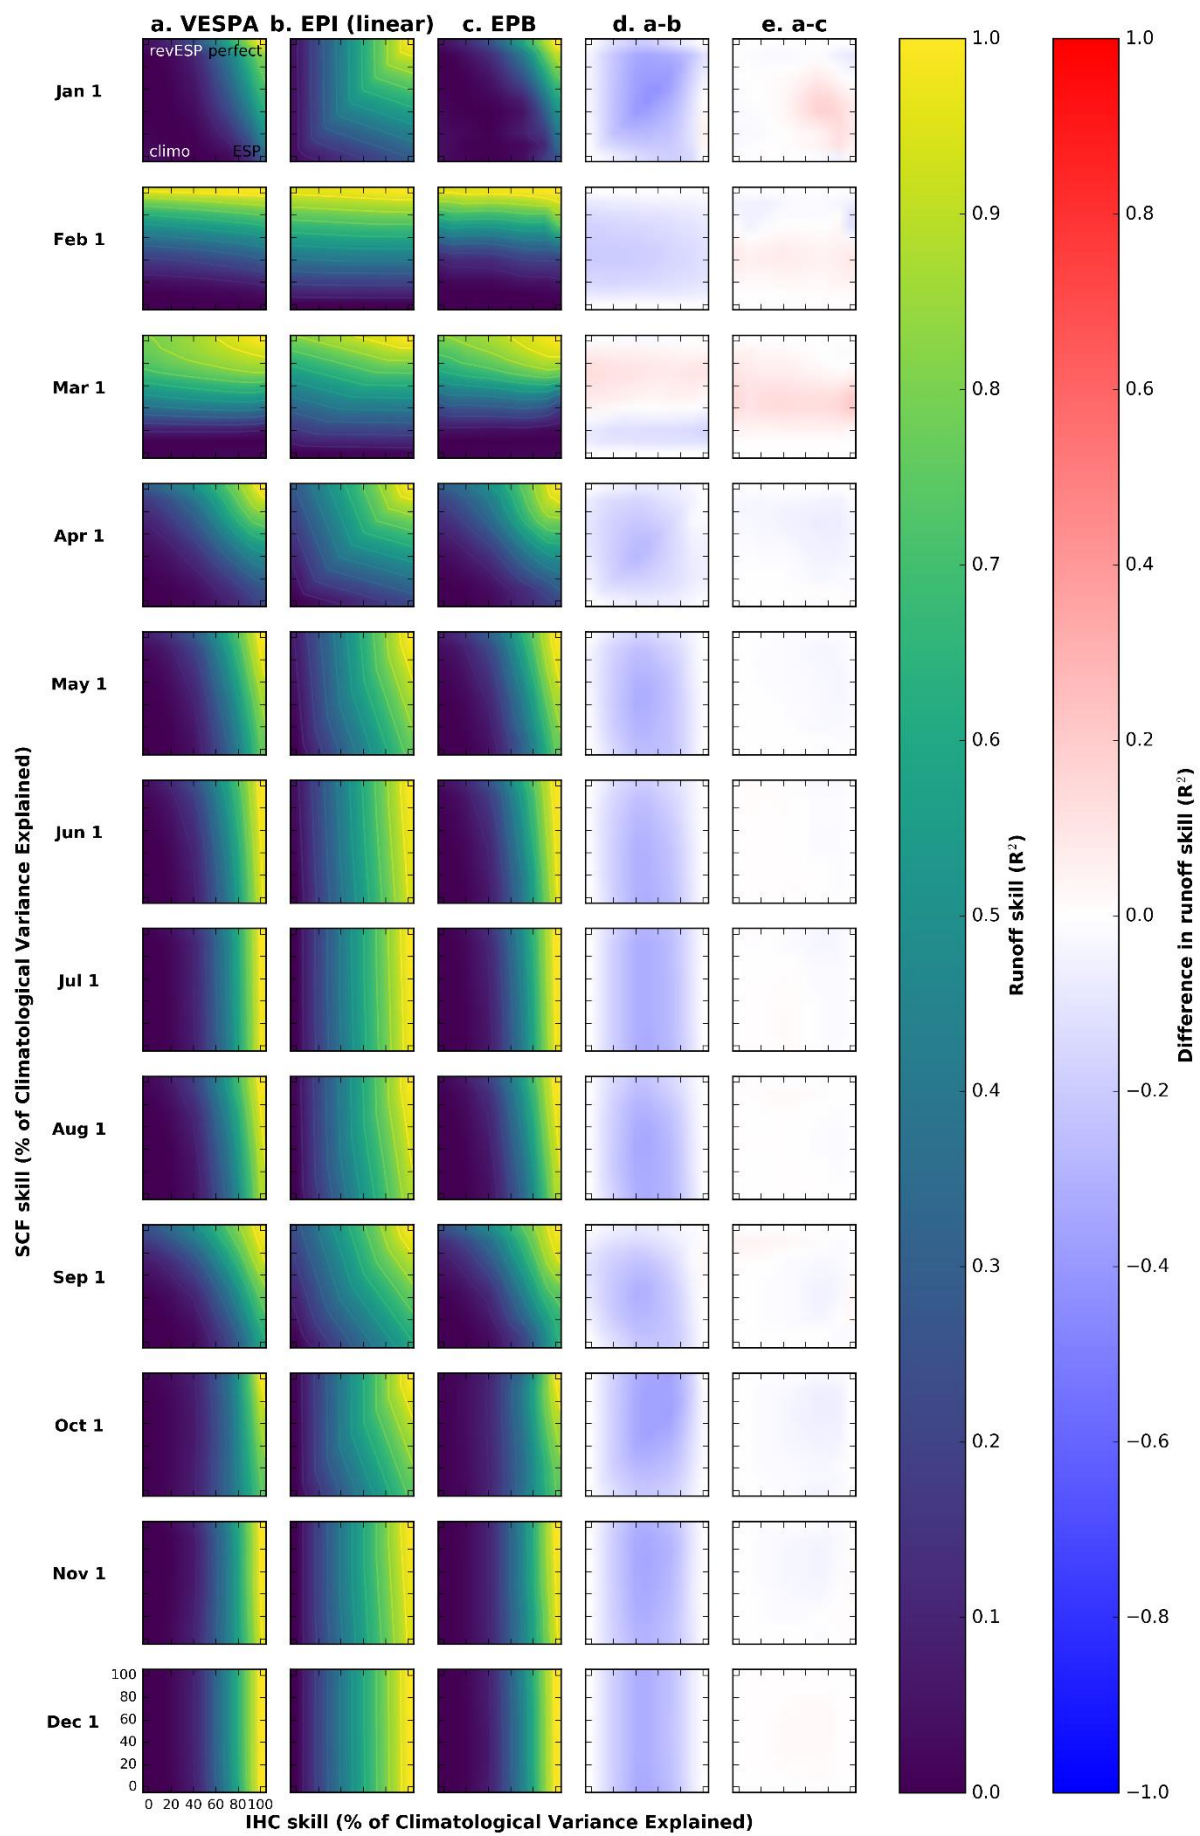 a. VESPA b. EPI (linear) c. EPB d. a-b e. a-c
revESP perfect
climo ESP
Jan 1
Feb 1
Mar 1
Apr 1
May 1
Jun 1
Jul 1
Aug 1
Sep 1
Oct 1
Nov 1
Dec 1
SCF skill (% of Climatological Variance Explained)
100
80
60
40
20
0
0 20 40 60 80 100
IHC skill (% of Climatological Variance Explained)
1.0
0.9
0.8
0.7
0.6
0.5
0.4
0.3
0.2
0.1
0.0
Runoff skill (R²)
1.0
0.8
0.6
0.4
0.2
0.0
−0.2
−0.4
−0.6
−0.8
−1.0
Difference in runoff skill (R²)